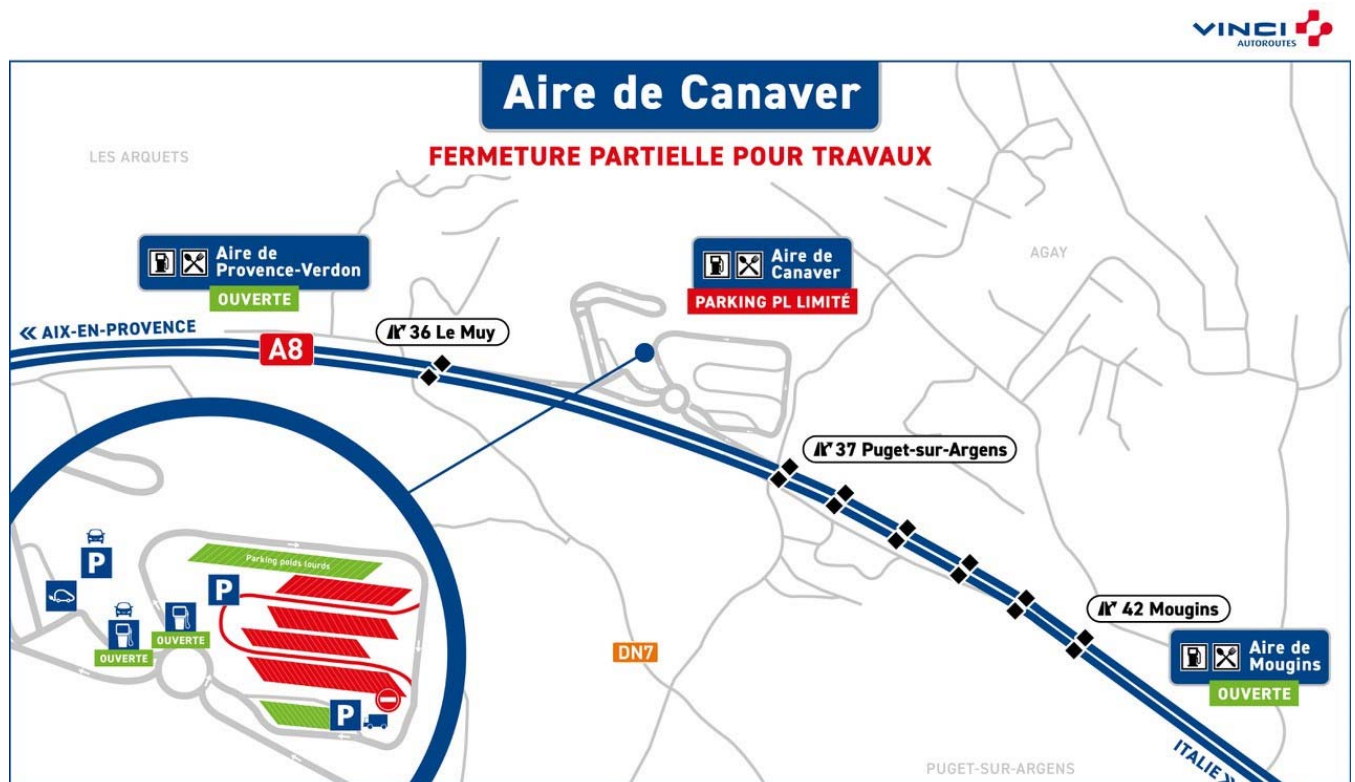 VINCI
AUTOROUTES
Aire de Canaver
FERMETURE PARTIELLE POUR TRAVAUX
LES ARQUETS
AGAY
Aire de
Provence-Verdon
OUVERTE
Aire de
Canaver
PARKING PL LIMITÉ
« AIX-EN-PROVENCE
A8
36 Le Muy
37 Puget-sur-Argens
42 Mougins
Parking poids lourds
P
P
OUVERTE
OUVERTE
P
DN7
Aire de
Mougins
OUVERTE
ITALIE »
PUGET-SUR-ARGENS